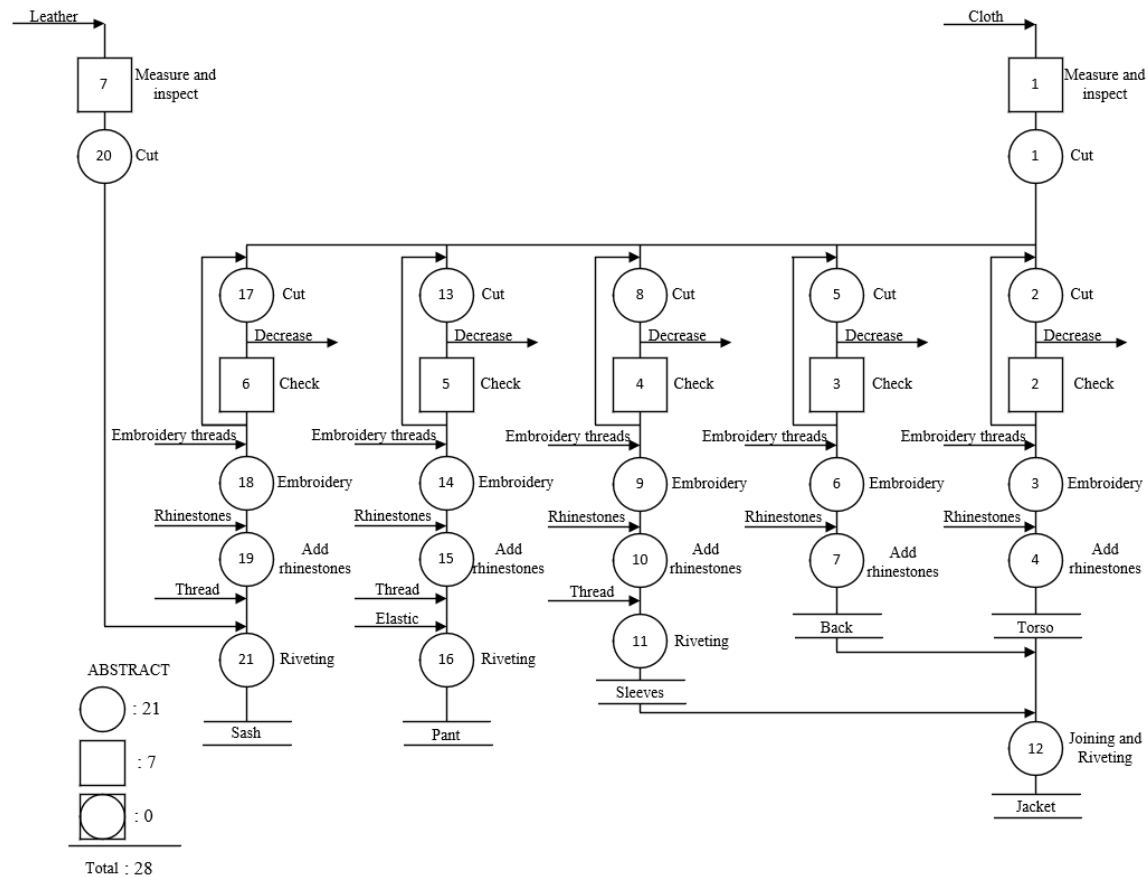 Leather
Cloth
7
Measure and
inspect
1
Measure and
inspect
20
Cut
1
Cut
17
Cut
13
Cut
8
Cut
5
Cut
2
Cut
Decrease
Decrease
Decrease
Decrease
Decrease
6
Check
5
Check
4
Check
3
Check
2
Check
Embroidery threads
Embroidery threads
Embroidery threads
Embroidery threads
Embroidery threads
18
Embroidery
14
Embroidery
9
Embroidery
6
Embroidery
3
Embroidery
Rhinestones
Rhinestones
Rhinestones
Rhinestones
Rhinestones
19
Add
rhinestones
15
Add
rhinestones
10
Add
rhinestones
7
Add
rhinestones
4
Add
rhinestones
Thread
Thread
Thread
Elastic
Back
Torso
21
Riveting
16
Riveting
11
Riveting
Sleeves
Sash
Pant
12
Joining and
Riveting
Jacket
ABSTRACT
: 21
: 7
: 0
Total : 28